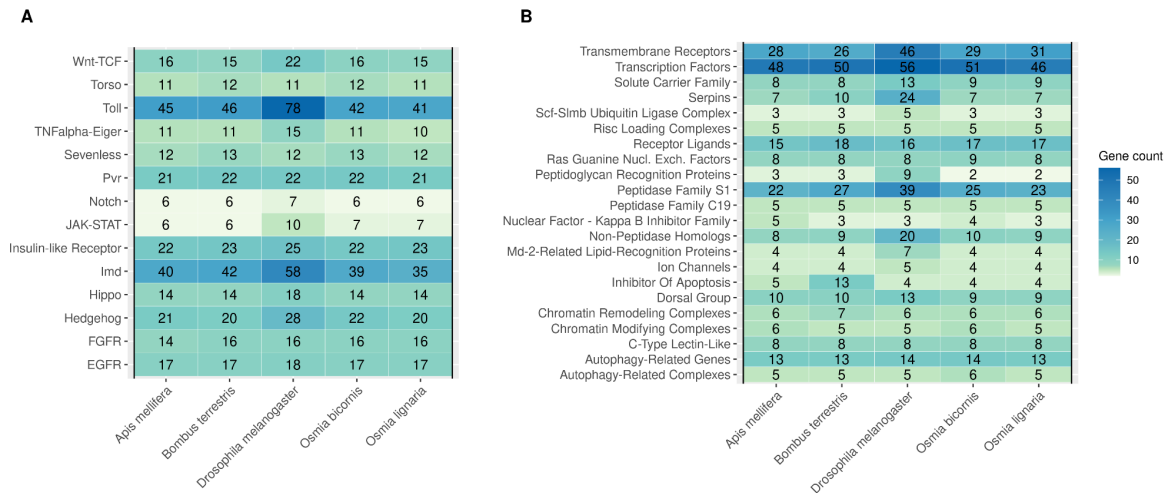 A
Wnt-TCF 16 15 22 16 15
Torso 11 12 11 12 11
Toll 45 46 78 42 41
TNFalpha-Eiger 11 11 15 11 10
Sevenless 12 13 12 13 12
Pvr 21 22 22 22 21
Notch 6 6 7 6 6
JAK-STAT 6 6 10 7 7
Insulin-like Receptor 22 23 25 22 23
Imd 40 42 58 39 35
Hippo 14 14 18 14 14
Hedgehog 21 20 28 22 20
FGFR 14 16 16 16 16
EGFR 17 17 18 17 17
Apis mellifera
Bombus terrestris
Drosophila melanogaster
Osmia bicornis
Osmia lignaria
B
Transmembrane Receptors 28 26 46 29 31
Transcription Factors 48 50 56 51 46
Solute Carrier Family 8 8 13 9 9
Serpins 7 10 24 7 7
Scf-Slmb Ubiquitin Ligase Complex 3 3 5 3 3
Risc Loading Complexes 5 5 5 5 5
Receptor Ligands 15 18 16 17 17
Ras Guanine Nucl. Exch. Factors 8 8 8 9 8
Peptidoglycan Recognition Proteins 3 3 9 2 2
Peptidase Family S1 22 27 39 25 23
Peptidase Family C19 5 5 5 5 5
Nuclear Factor - Kappa B Inhibitor Family 5 3 3 4 3
Non-Peptidase Homologs 8 9 20 10 9
Md-2-Related Lipid-Recognition Proteins 4 4 7 4 4
Ion Channels 4 4 5 4 4
Inhibitor Of Apoptosis 5 13 4 4 4
Dorsal Group 10 10 13 9 9
Chromatin Remodeling Complexes 6 7 6 6 6
Chromatin Modifying Complexes 6 5 5 6 5
C-Type Lectin-Like 8 8 8 8 8
Autophagy-Related Genes 13 13 14 14 13
Autophagy-Related Complexes 5 5 5 6 5
Apis mellifera
Bombus terrestris
Drosophila melanogaster
Osmia bicornis
Osmia lignaria
Gene count
50
40
30
20
10